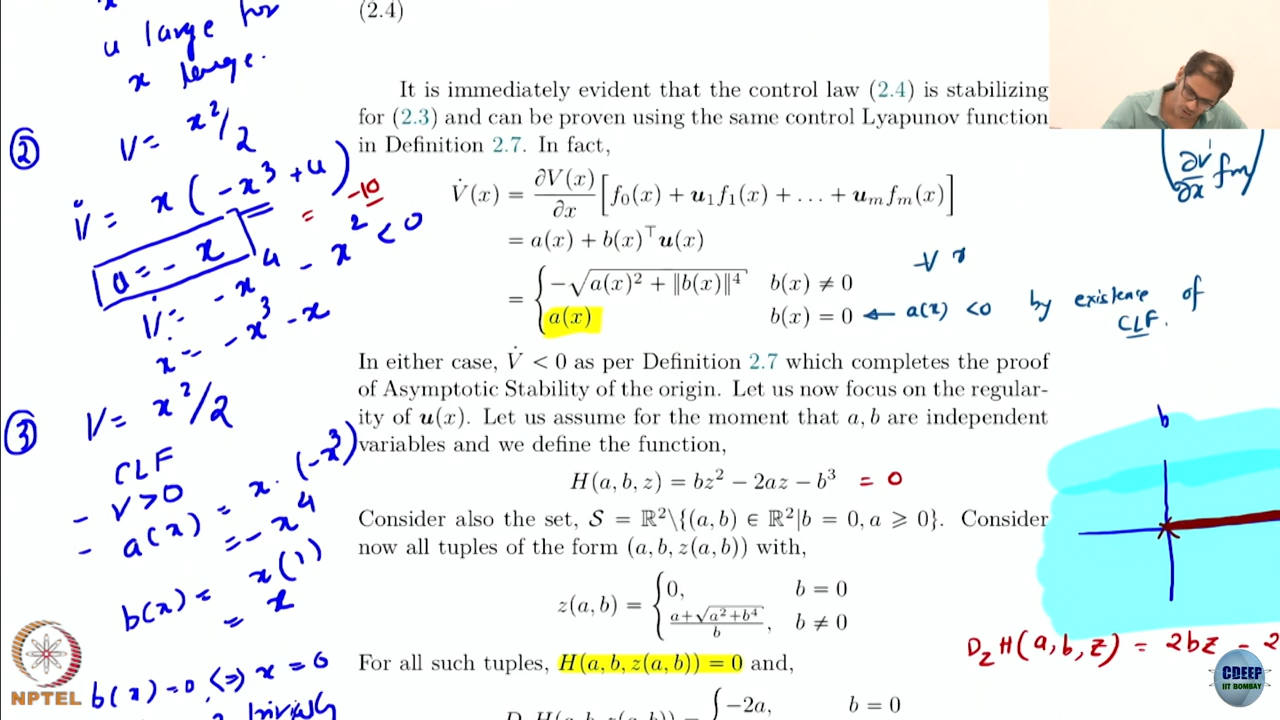 (2.4)
u large for
x large.
It is immediately evident that the control law (2.4) is stabilizing
for (2.3) and can be proven using the same control Lyapunov function
in Definition 2.7. In fact,
② V = x²/2
V̇ = x(-x³ + u)
= -10
u = -x
V̇ = -x⁴ - x² < 0
ẋ = -x³ - x
(∂V/∂x fₘ)
V̇(x) = ∂V(x)/∂x [f₀(x) + u₁f₁(x) + . . . + uₘfₘ(x)]
= a(x) + b(x)ᵀu(x)
= { -√(a(x)² + ‖b(x)‖⁴) b(x) ≠ 0
a(x) b(x) = 0 ← a(x) < 0 by existence of
CLF.
In either case, V̇ < 0 as per Definition 2.7 which completes the proof
of Asymptotic Stability of the origin. Let us now focus on the regular-
ity of u(x). Let us assume for the moment that a, b are independent
variables and we define the function,
③ V = x²/2
CLF
- V > 0
- a(x) = x·(-x³)
= -x⁴
b(x) = x(1)
= x
b(x) = 0 <=> x = 0
H(a, b, z) = bz² − 2az − b³ = 0
Consider also the set, S = ℝ²\{(a, b) ∈ ℝ²|b = 0, a ⩾ 0}. Consider
now all tuples of the form (a, b, z(a, b)) with,
z(a, b) = { 0, b = 0
(a+√(a²+b⁴))/b, b ≠ 0
b
D_z H(a, b, z) = 2bz - 2
For all such tuples, H(a, b, z(a, b)) = 0 and,
D_z H(a, b, z(a, b)) = { −2a, b = 0
NPTEL
CDEEP
IIT BOMBAY